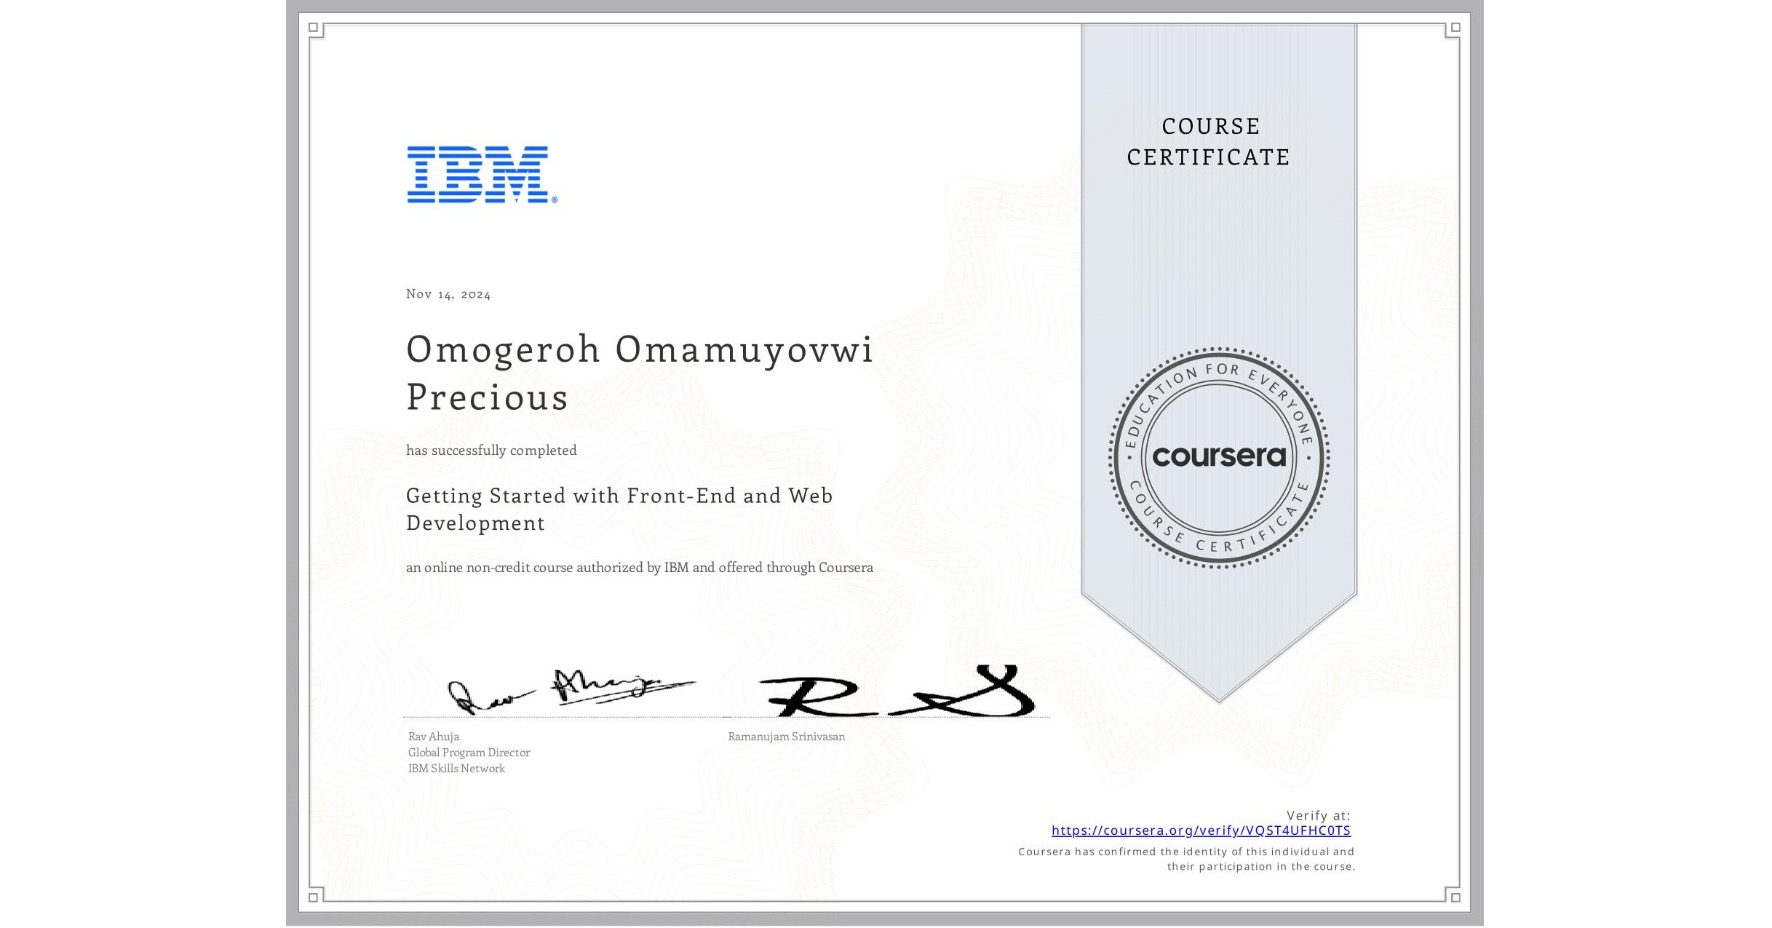 IBM®
COURSE
CERTIFICATE
Nov 14, 2024
Omogeroh Omamuyovwi
Precious
has successfully completed
Getting Started with Front-End and Web
Development
an online non-credit course authorized by IBM and offered through Coursera
EDUCATION FOR EVERYONE
coursera
COURSE CERTIFICATE
Rav Ahuja
Rav Ahuja
Global Program Director
IBM Skills Network
R S
Ramanujam Srinivasan
Verify at:
https://coursera.org/verify/VQST4UFHC0TS
Coursera has confirmed the identity of this individual and
their participation in the course.